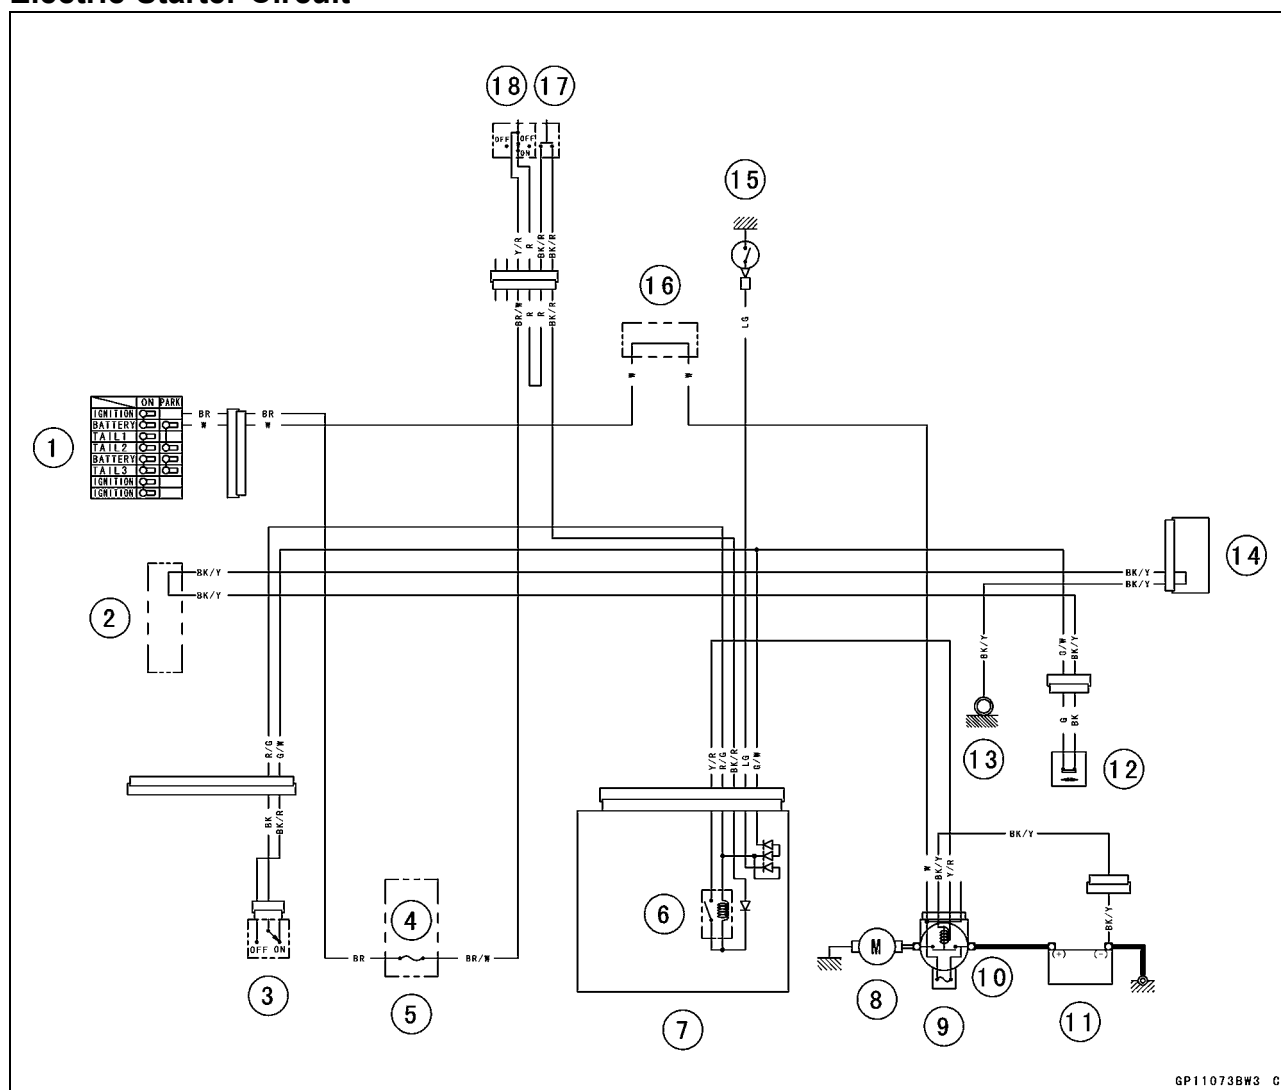 Electric Starter Circuit
18 17
OFF OFF
ON
15
Y/R R BK/R BK/R
16
BR/W R R BK/R
LG
W W
ON PARK
IGNITION
BATTERY
TAIL1
TAIL2
BATTERY
TAIL3
IGNITION
IGNITION
BR BR
W W
1
14
BK/Y BK/Y
BK/Y
BK/Y
2
BK/Y
G/W BK/Y
G BK
R/G G/W
Y/R R/G BK/R LG G/W
13
12
BK BK/R
BK/Y
W BK/Y Y/R
BK/Y
4
6
OFF ON
M
(+) (-)
BR BR/W
3
5
7
8
9
10
11
GP11073BW3 C